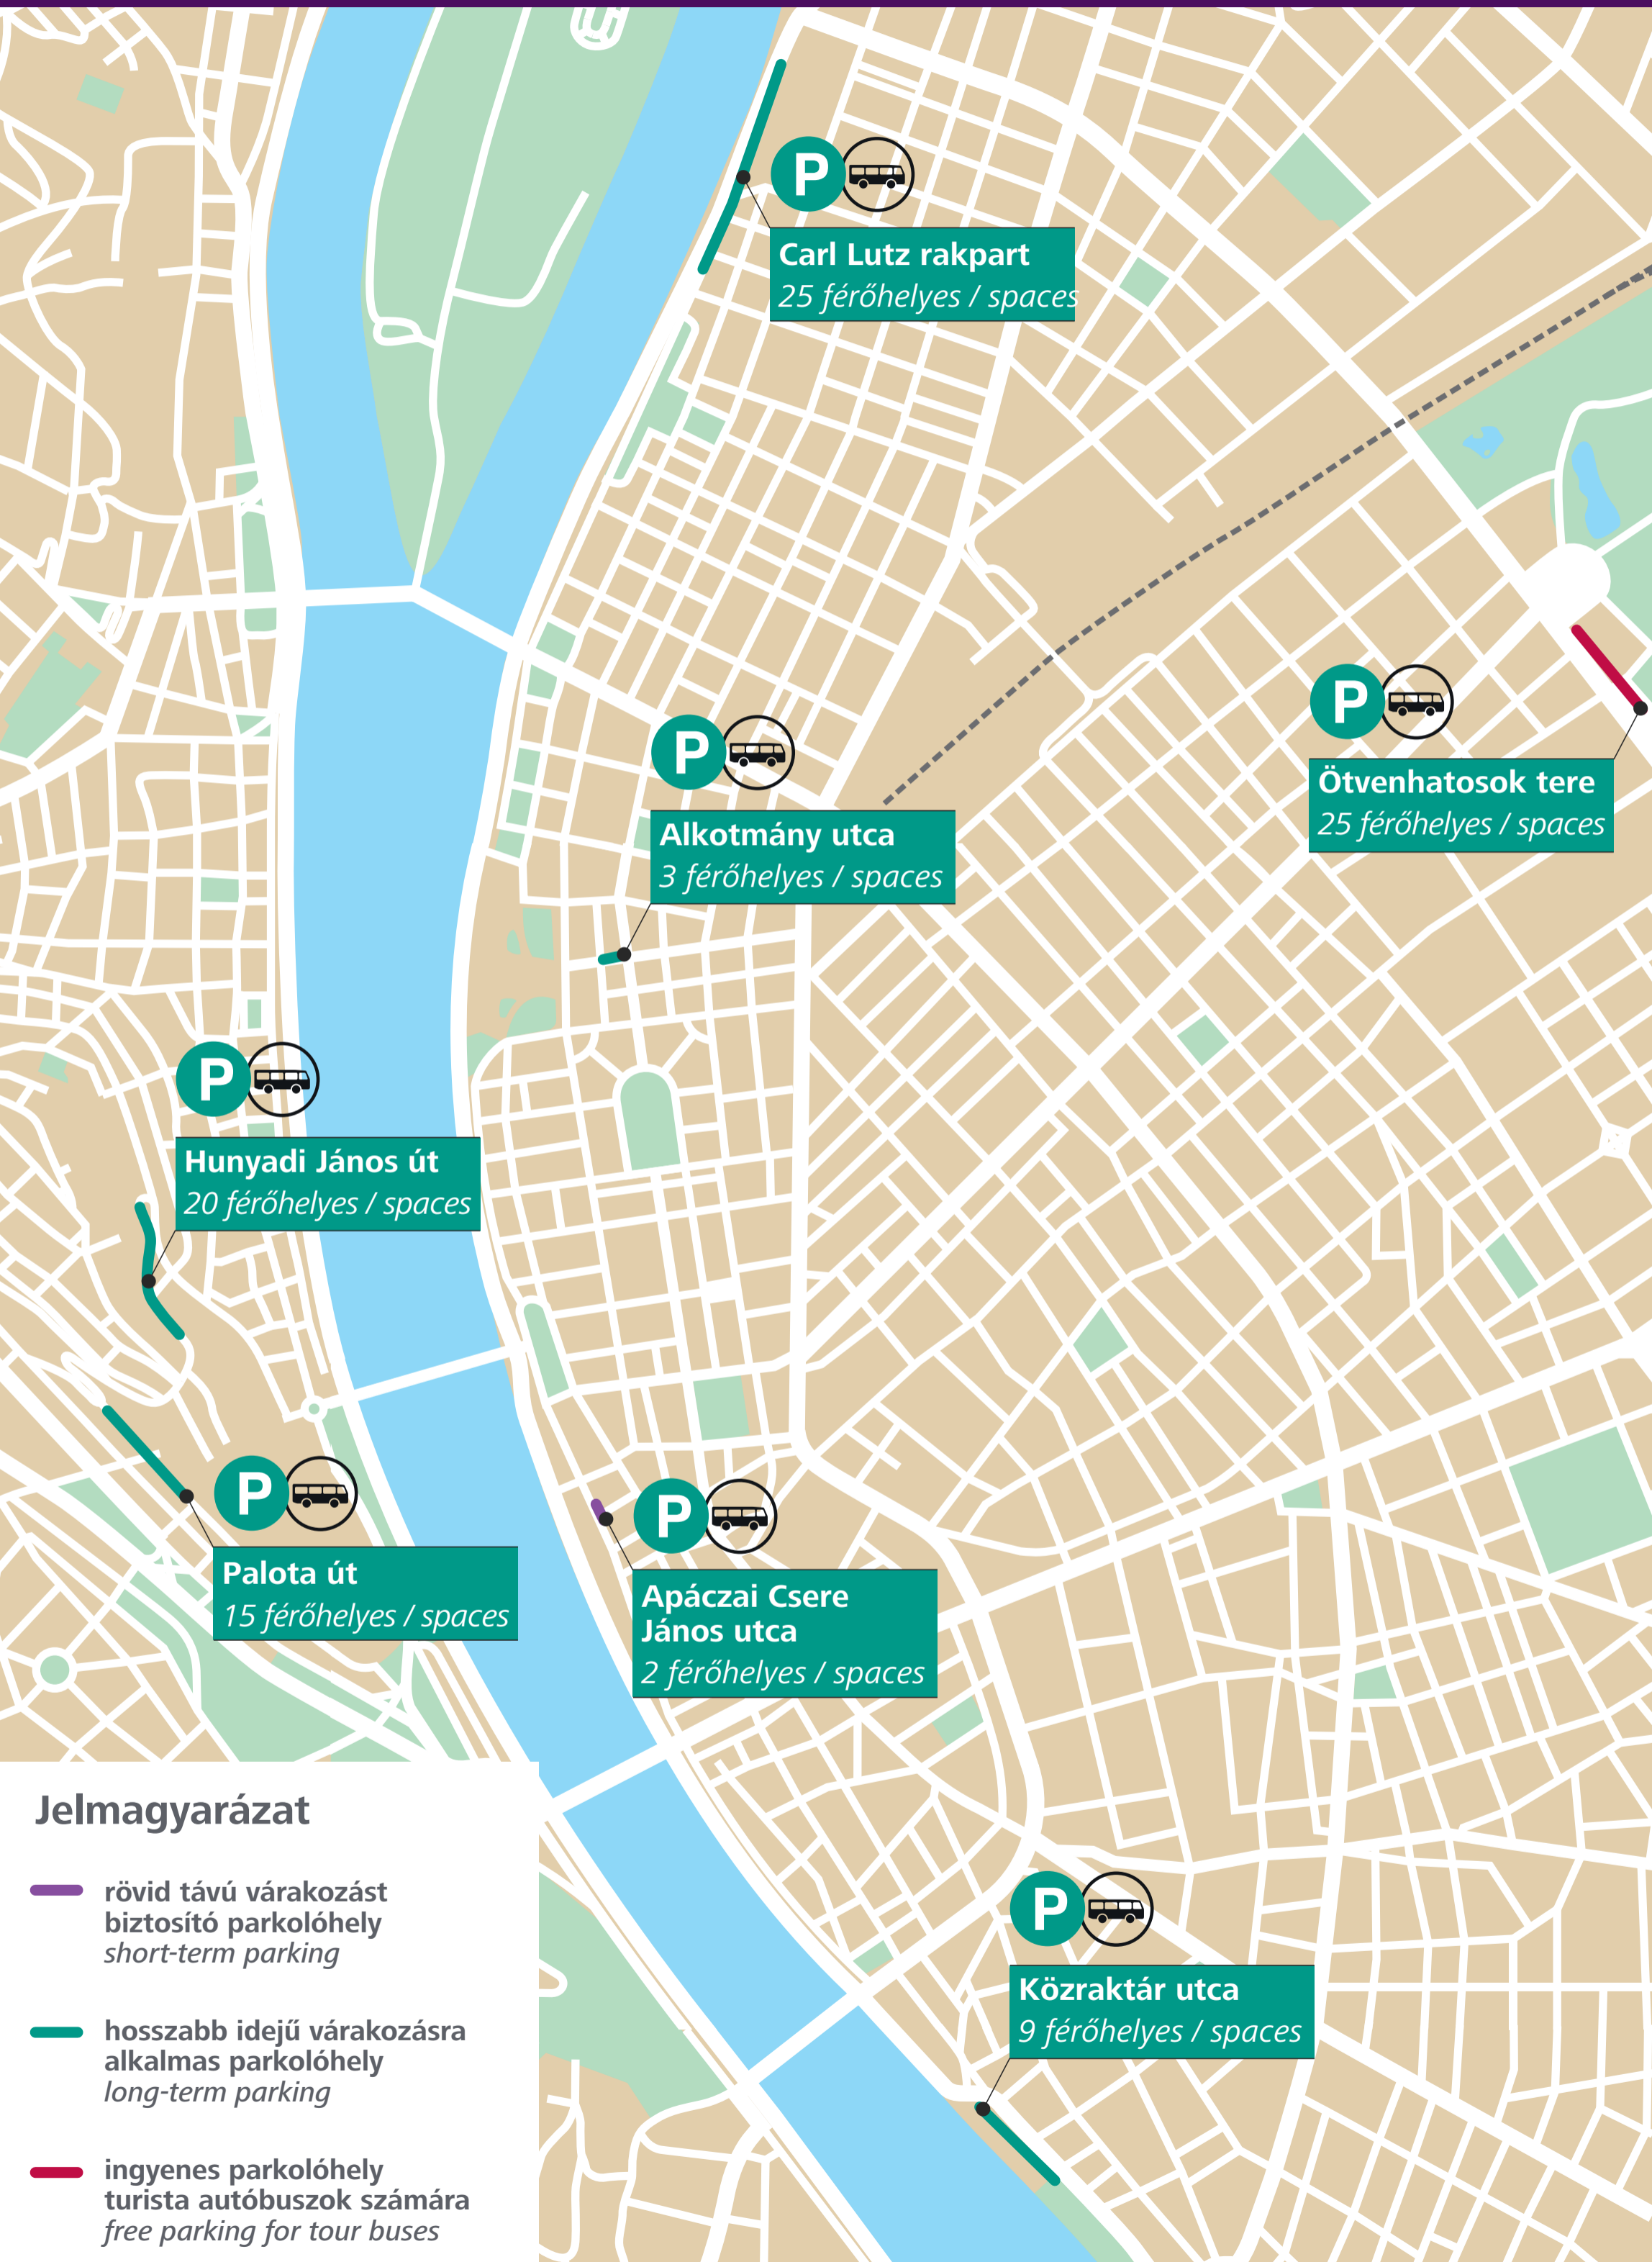 P
Carl Lutz rakpart
25 férőhelyes / spaces
P
Ötvenhatosok tere
25 férőhelyes / spaces
P
Alkotmány utca
3 férőhelyes / spaces
P
Hunyadi János út
20 férőhelyes / spaces
P
Palota út
15 férőhelyes / spaces
P
Apáczai Csere
János utca
2 férőhelyes / spaces
P
Közraktár utca
9 férőhelyes / spaces
Jelmagyarázat
rövid távú várakozást
biztosító parkolóhely
short-term parking
hosszabb idejű várakozásra
alkalmas parkolóhely
long-term parking
ingyenes parkolóhely
turista autóbuszok számára
free parking for tour buses